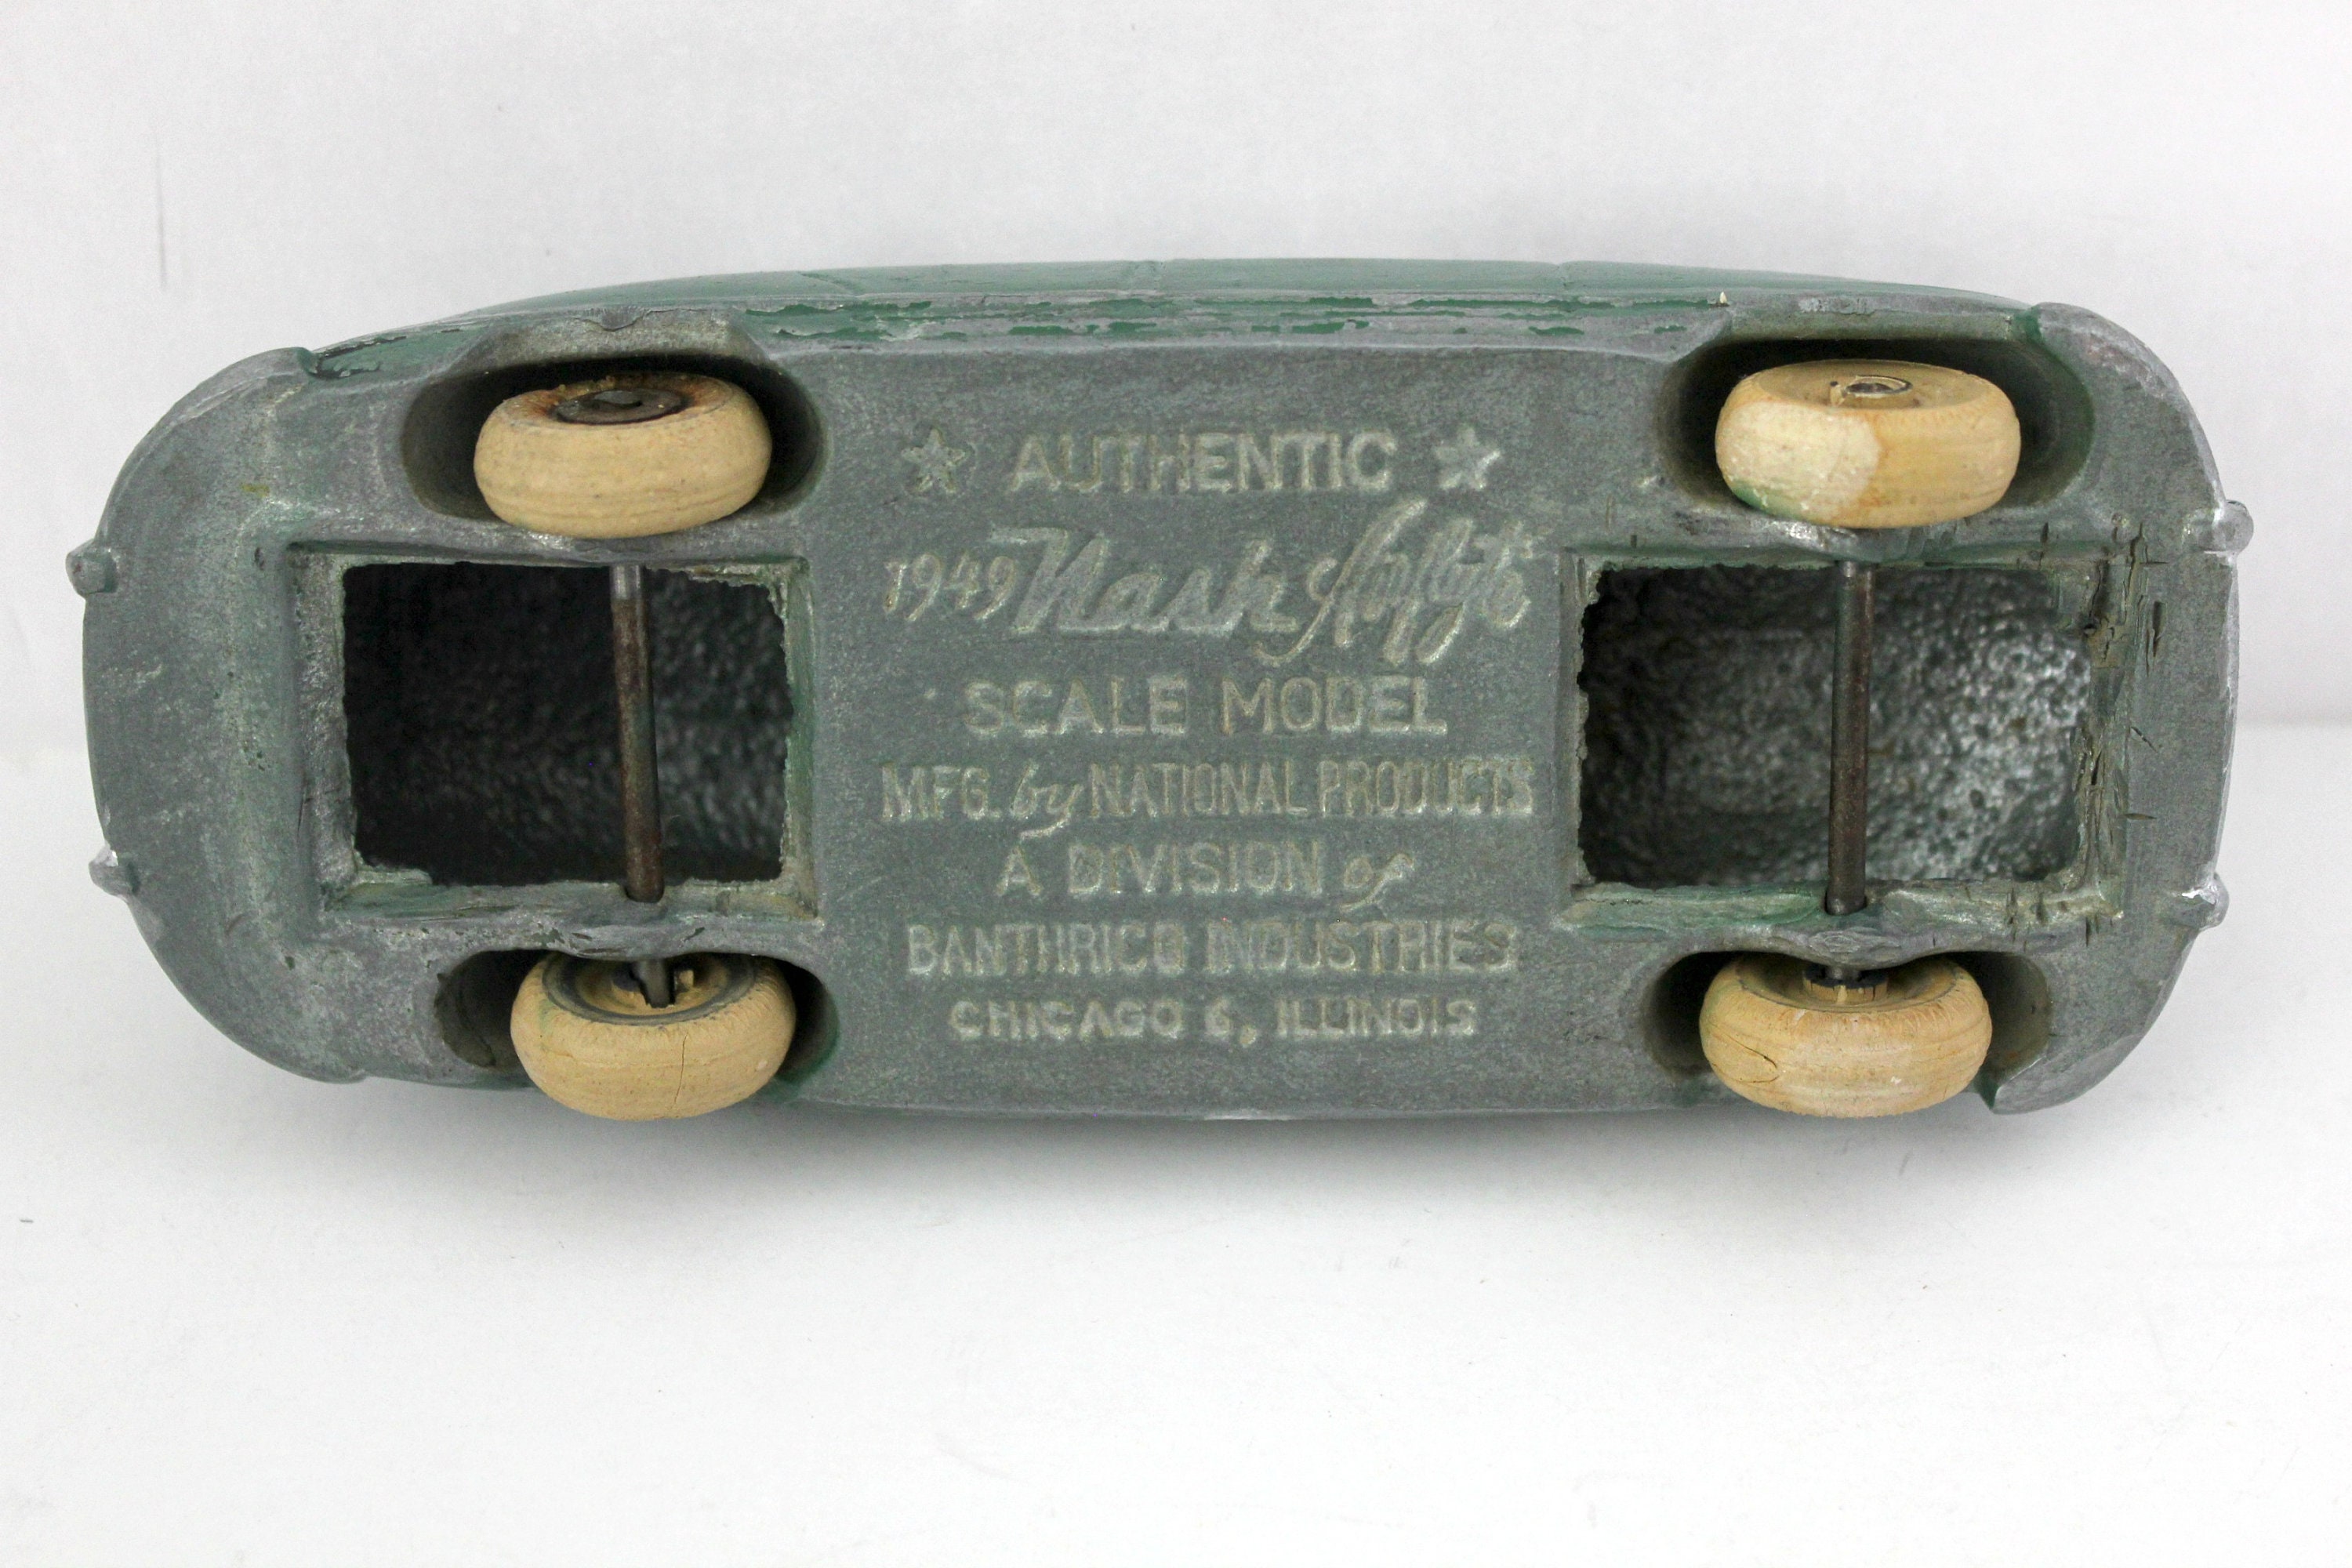 ★ AUTHENTIC ★
1949 Nash Airflyte
SCALE MODEL
MFG. by NATIONAL PRODUCTS
A DIVISION of
BANTHRICO INDUSTRIES
CHICAGO 6, ILLINOIS